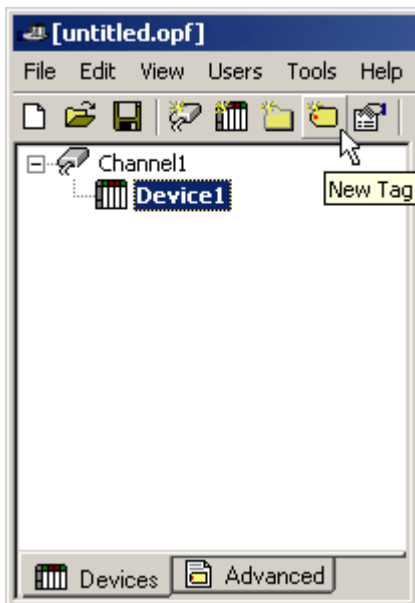 [untitled.opf]
File Edit View Users Tools Help
Channel1
New Tag
Device1
Devices Advanced